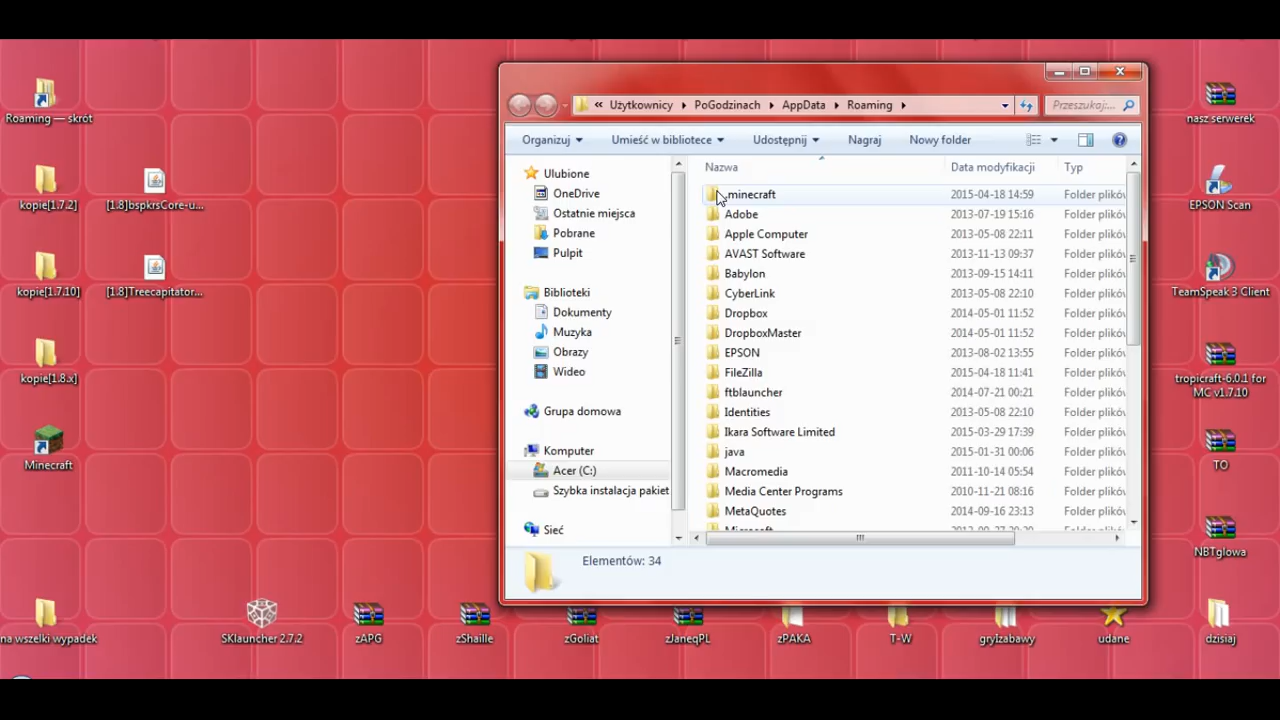 Roaming — skrót
kopie[1.7.2]
[1.8]bspkrsCore-u...
kopie[1.7.10]
[1.8]Treecapitator...
kopie[1.8.x]
Minecraft
na wszelki wypadek
SKlauncher 2.7.2
zAPG
zShaille
zGoliat
zJaneqPL
zPAKA
T-W
gryIzabawy
udane
dzisiaj
nasz serwerek
EPSON Scan
TeamSpeak 3 Client
tropicraft-6.0.1 for
MC v1.7.10
TO
NBTglowa
« Użytkownicy PoGodzinach AppData Roaming
Przeszukaj:...
Organizuj Umieść w bibliotece Udostępnij Nagraj Nowy folder
Ulubione
OneDrive
Ostatnie miejsca
Pobrane
Pulpit
Biblioteki
Dokumenty
Muzyka
Obrazy
Wideo
Grupa domowa
Komputer
Acer (C:)
Szybka instalacja pakiet
Sieć
Nazwa Data modyfikacji Typ
.minecraft 2015-04-18 14:59 Folder plików
Adobe 2013-07-19 15:16 Folder plików
Apple Computer 2013-05-08 22:11 Folder plików
AVAST Software 2013-11-13 09:37 Folder plików
Babylon 2013-09-15 14:11 Folder plików
CyberLink 2013-05-08 22:10 Folder plików
Dropbox 2014-05-01 11:52 Folder plików
DropboxMaster 2014-05-01 11:52 Folder plików
EPSON 2013-08-02 13:55 Folder plików
FileZilla 2015-04-18 11:41 Folder plików
ftblauncher 2014-07-21 00:21 Folder plików
Identities 2013-05-08 22:10 Folder plików
Ikara Software Limited 2015-03-29 17:39 Folder plików
java 2015-01-31 00:06 Folder plików
Macromedia 2011-10-14 05:54 Folder plików
Media Center Programs 2010-11-21 08:16 Folder plików
MetaQuotes 2014-09-16 23:13 Folder plików
Elementów: 34